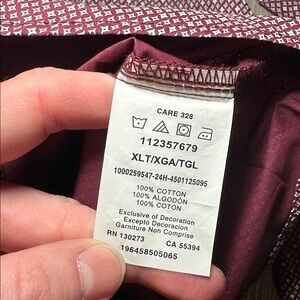 CARE 328
112357679
XLT/XGA/TGL
1000259547-24H-4501125095
100% COTTON
100% ALGODON
100% COTON
Exclusive of Decoration
Excepto Decoracion
Garniture Non Comprise
RN 130273 CA 55394
196458505065